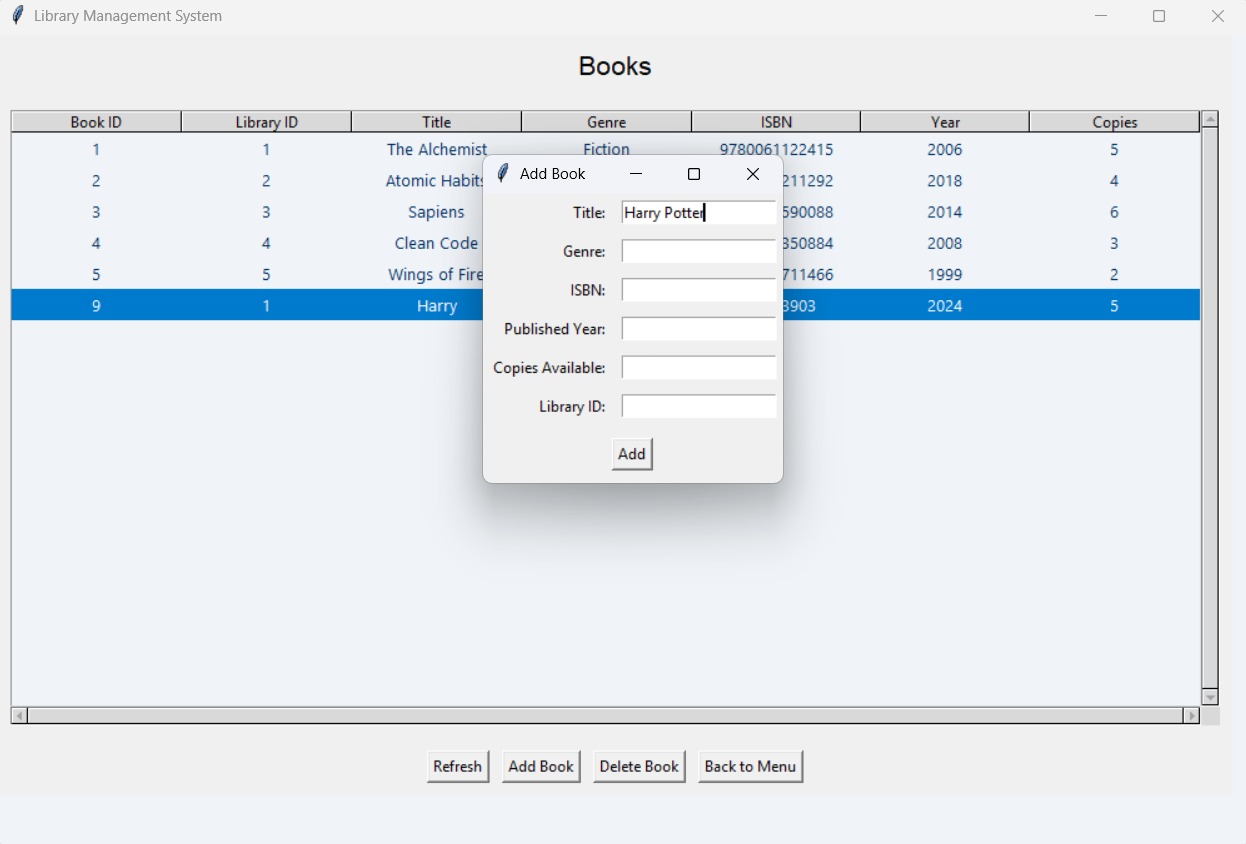 Library Management System
Books
Book ID Library ID Title Genre ISBN Year Copies
1 1 The Alchemist Fiction 9780061122415 2006 5
2 2 Atomic Habits 211292 2018 4
3 3 Sapiens 590088 2014 6
4 4 Clean Code 350884 2008 3
5 5 Wings of Fire 711466 1999 2
9 1 Harry 3903 2024 5
Add Book
Title: Harry Potter
Genre:
ISBN:
Published Year:
Copies Available:
Library ID:
Add
Refresh Add Book Delete Book Back to Menu